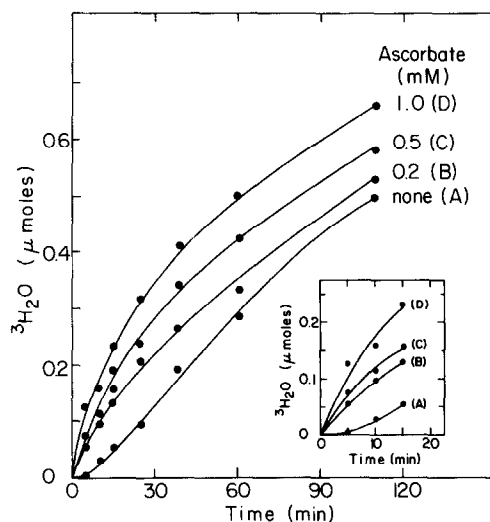 Ascorbate
(mM)
1.0 (D)
0.5 (C)
0.2 (B)
none (A)
0.6
0.4
0.2
0
³H₂O (μ moles)
0 30 60 90 120
Time (min)
0.2
0.1
0
³H₂O (μmoles)
(D)
(C)
(B)
(A)
0 10 20
Time (min)